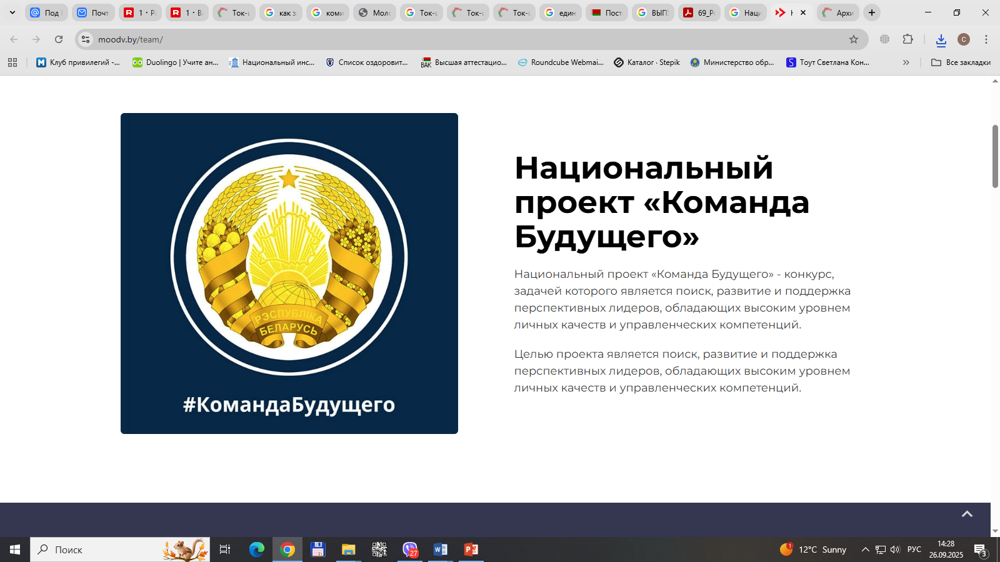 Под Г
Почт
1 · Р
1 · В
Ток-ц
как з
коми
Моло
Ток-ц
Ток-ц
Ток-ц
един
Пост
ВЫПУ
69_Рс
Наци
Архи
moodv.by/team/
Клуб привилегий -...
Duolingo | Учите ан...
Национальный инс...
Список оздоровит...
ВАК
Высшая аттестацио...
Roundcube Webmai...
Каталог · Stepik
Министерство обр...
Тоут Светлана Кон...
Все закладки
Национальный
проект «Команда
Будущего»
Национальный проект «Команда Будущего» - конкурс,
задачей которого является поиск, развитие и поддержка
перспективных лидеров, обладающих высоким уровнем
личных качеств и управленческих компетенций.
Целью проекта является поиск, развитие и поддержка
перспективных лидеров, обладающих высоким уровнем
личных качеств и управленческих компетенций.
РЭСПУБЛІКА
БЕЛАРУСЬ
#КомандаБудущего
Поиск
27
1
12°C Sunny
РУС
14:28
26.09.2025
3